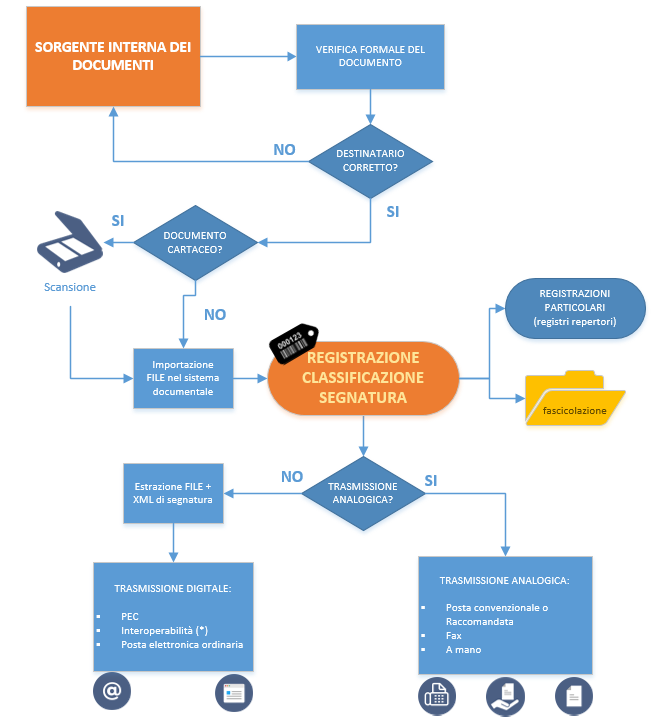 SORGENTE INTERNA DEI
DOCUMENTI
VERIFICA FORMALE DEL
DOCUMENTO
DESTINATARIO
CORRETTO?
NO
SI
DOCUMENTO
CARTACEO?
SI
Scansione
NO
Importazione
FILE nel sistema
documentale
000123
REGISTRAZIONE
CLASSIFICAZIONE
SEGNATURA
REGISTRAZIONI
PARTICOLARI
(registri repertori)
fascicolazione
TRASMISSIONE
ANALOGICA?
NO
SI
Estrazione FILE +
XML di segnatura
TRASMISSIONE DIGITALE:
▪ PEC
▪ Interoperabilità (*)
▪ Posta elettronica ordinaria
@
TRASMISSIONE ANALOGICA:
▪ Posta convenzionale o
Raccomandata
▪ Fax
▪ A mano